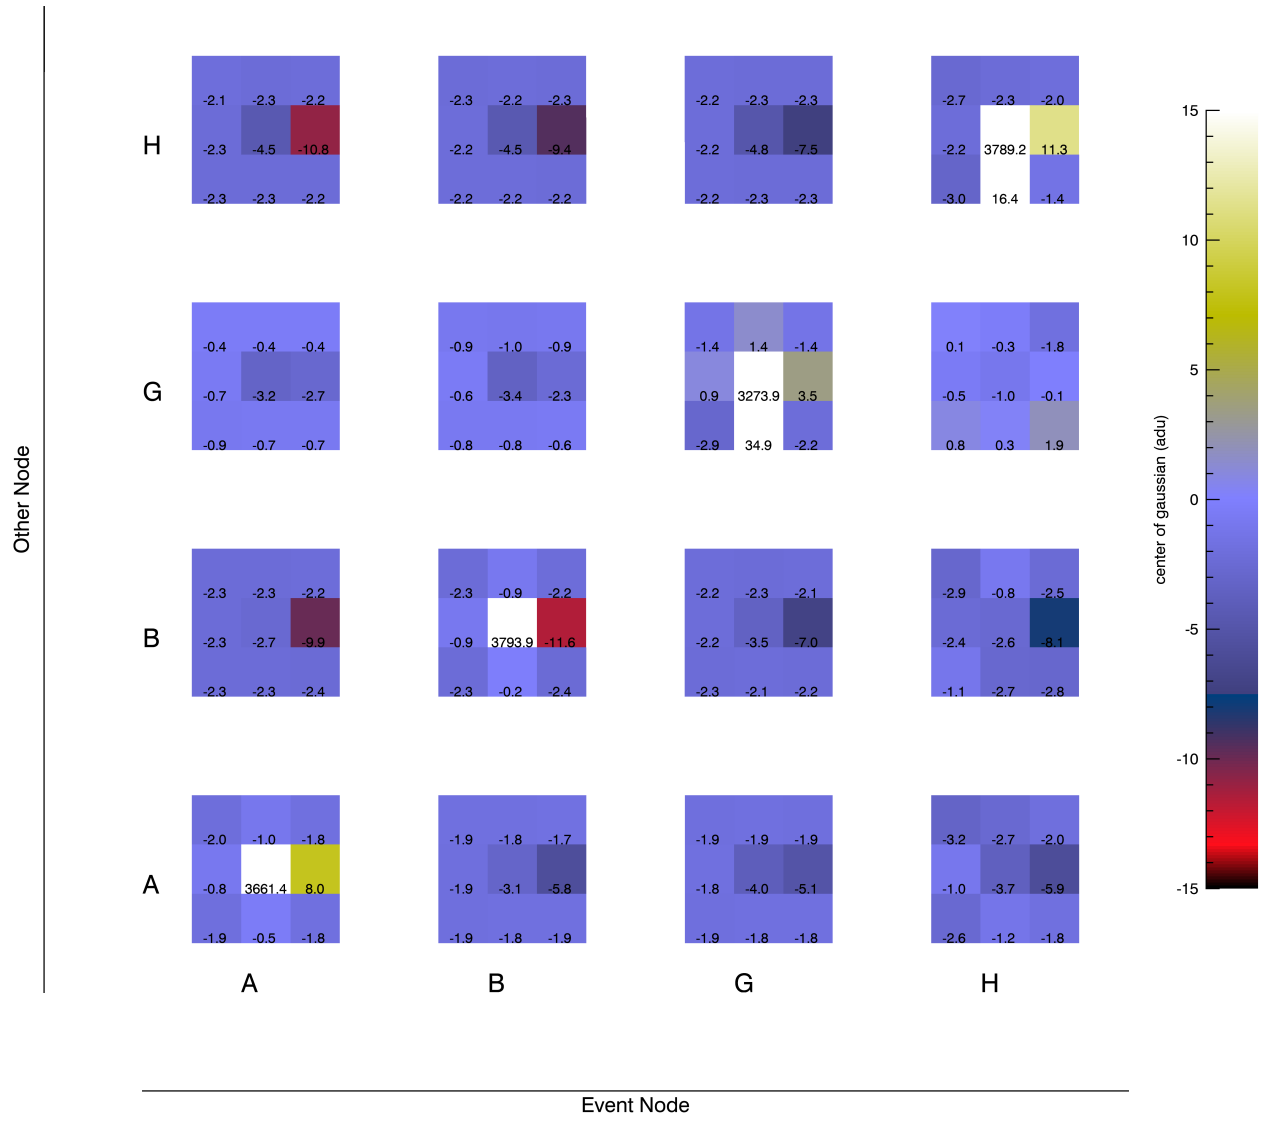 -2.1 -2.3 -2.2 -2.3 -2.2 -2.3 -2.2 -2.3 -2.3 -2.7 -2.3 -2.0
H -2.3 -4.5 -10.8 -2.2 -4.5 -9.4 -2.2 -4.8 -7.5 -2.2 3789.2 11.3
-2.3 -2.3 -2.2 -2.2 -2.2 -2.2 -2.2 -2.3 -2.3 -3.0 16.4 -1.4
-0.4 -0.4 -0.4 -0.9 -1.0 -0.9 -1.4 1.4 -1.4 0.1 -0.3 -1.8
G -0.7 -3.2 -2.7 -0.6 -3.4 -2.3 0.9 3273.9 3.5 -0.5 -1.0 -0.1
-0.9 -0.7 -0.7 -0.8 -0.8 -0.6 -2.9 34.9 -2.2 0.8 0.3 1.9
-2.3 -2.3 -2.2 -2.3 -0.9 -2.2 -2.2 -2.3 -2.1 -2.9 -0.8 -2.5
B -2.3 -2.7 -9.9 -0.9 3793.9 -11.6 -2.2 -3.5 -7.0 -2.4 -2.6 -8.1
-2.3 -2.3 -2.4 -2.3 -0.2 -2.4 -2.3 -2.1 -2.2 -1.1 -2.7 -2.8
-2.0 -1.0 -1.8 -1.9 -1.8 -1.7 -1.9 -1.9 -1.9 -3.2 -2.7 -2.0
A -0.8 3661.4 8.0 -1.9 -3.1 -5.8 -1.8 -4.0 -5.1 -1.0 -3.7 -5.9
-1.9 -0.5 -1.8 -1.9 -1.8 -1.9 -1.9 -1.8 -1.8 -2.6 -1.2 -1.8
A B G H
Event Node
Other Node
center of gaussian (adu)
15
10
5
0
-5
-10
-15